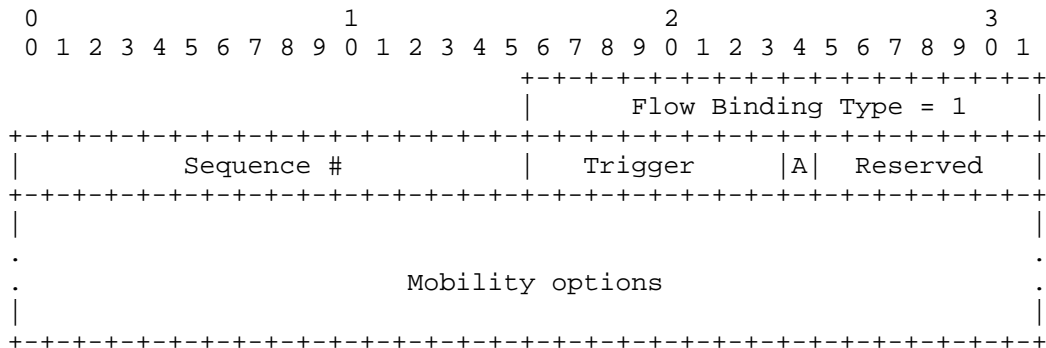 0                   1                   2                   3
 0 1 2 3 4 5 6 7 8 9 0 1 2 3 4 5 6 7 8 9 0 1 2 3 4 5 6 7 8 9 0 1
                                +-+-+-+-+-+-+-+-+-+-+-+-+-+-+-+-+
                                |      Flow Binding Type = 1    |
+-+-+-+-+-+-+-+-+-+-+-+-+-+-+-+-+-+-+-+-+-+-+-+-+-+-+-+-+-+-+-+-+
|          Sequence #           |   Trigger     |A|  Reserved   |
+-+-+-+-+-+-+-+-+-+-+-+-+-+-+-+-+-+-+-+-+-+-+-+-+-+-+-+-+-+-+-+-+
|                                                               |
.                                                               .
.                        Mobility options                       .
|                                                               |
+-+-+-+-+-+-+-+-+-+-+-+-+-+-+-+-+-+-+-+-+-+-+-+-+-+-+-+-+-+-+-+-+